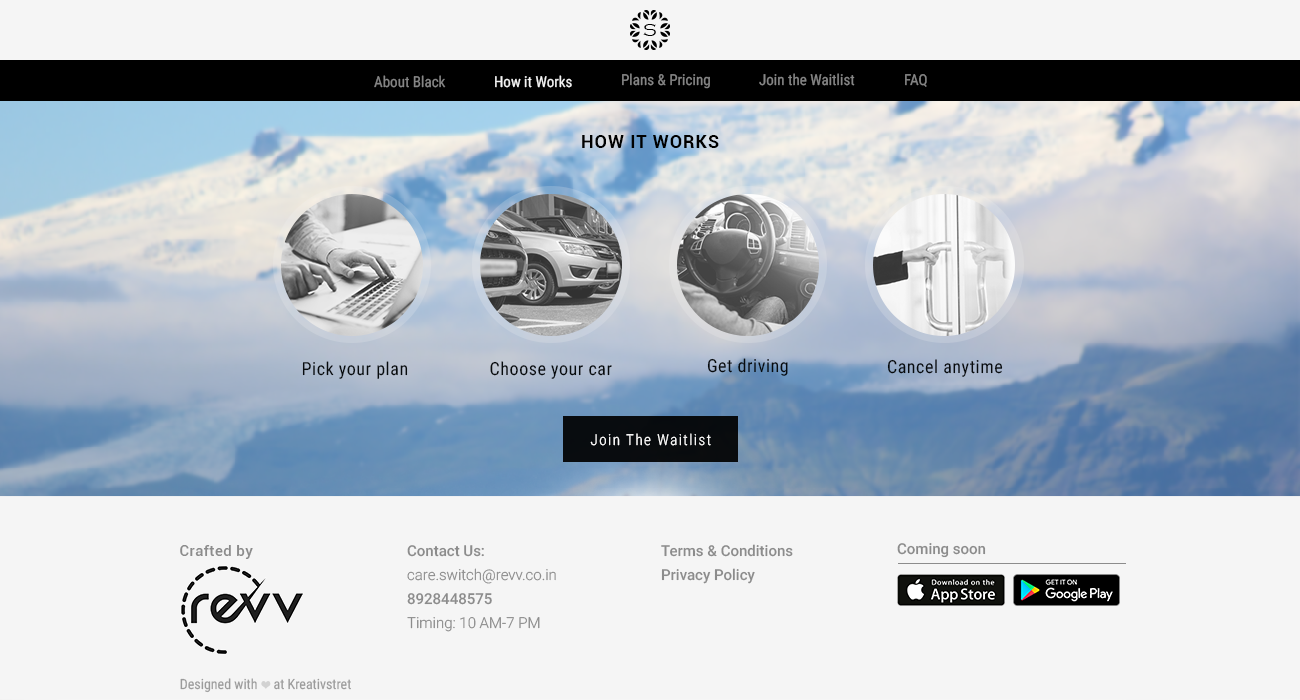 S
About Black How it Works Plans & Pricing Join the Waitlist FAQ
HOW IT WORKS
Pick your plan Choose your car Get driving Cancel anytime
Join The Waitlist
Crafted by
revv
Designed with ❤ at Kreativstret
Contact Us:
care.switch@revv.co.in
8928448575
Timing: 10 AM-7 PM
Terms & Conditions
Privacy Policy
Coming soon
Download on the
App Store
GET IT ON
Google Play